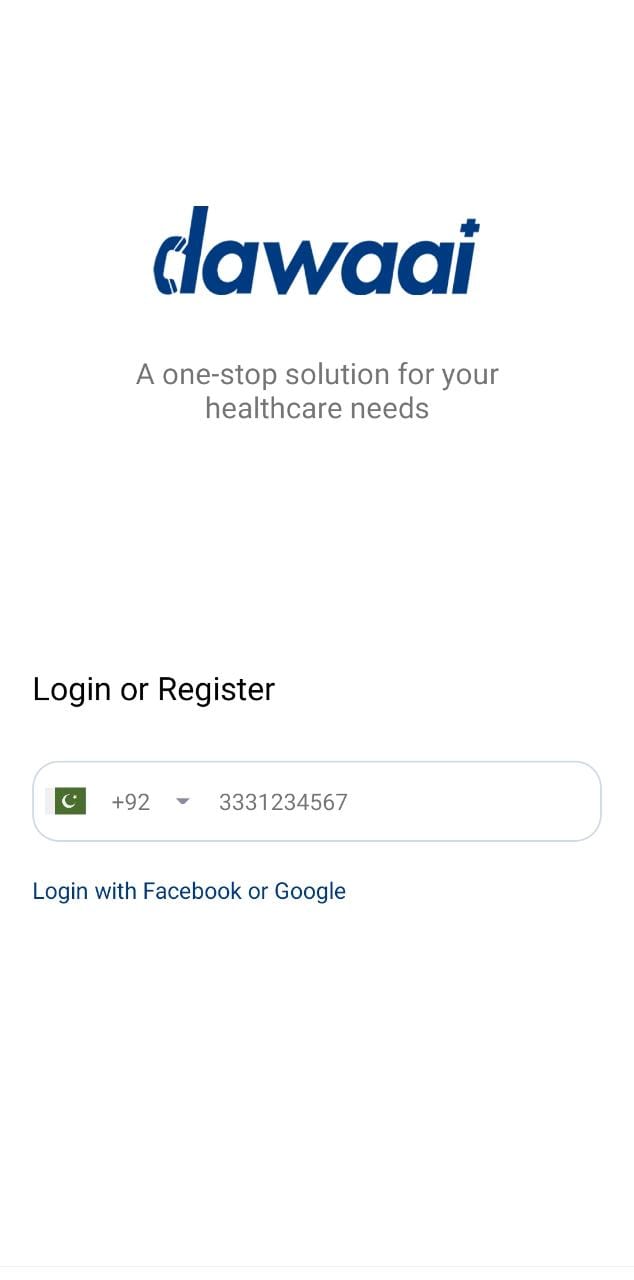 dawaai
A one-stop solution for your
healthcare needs
Login or Register
+92 3331234567
Login with Facebook or Google